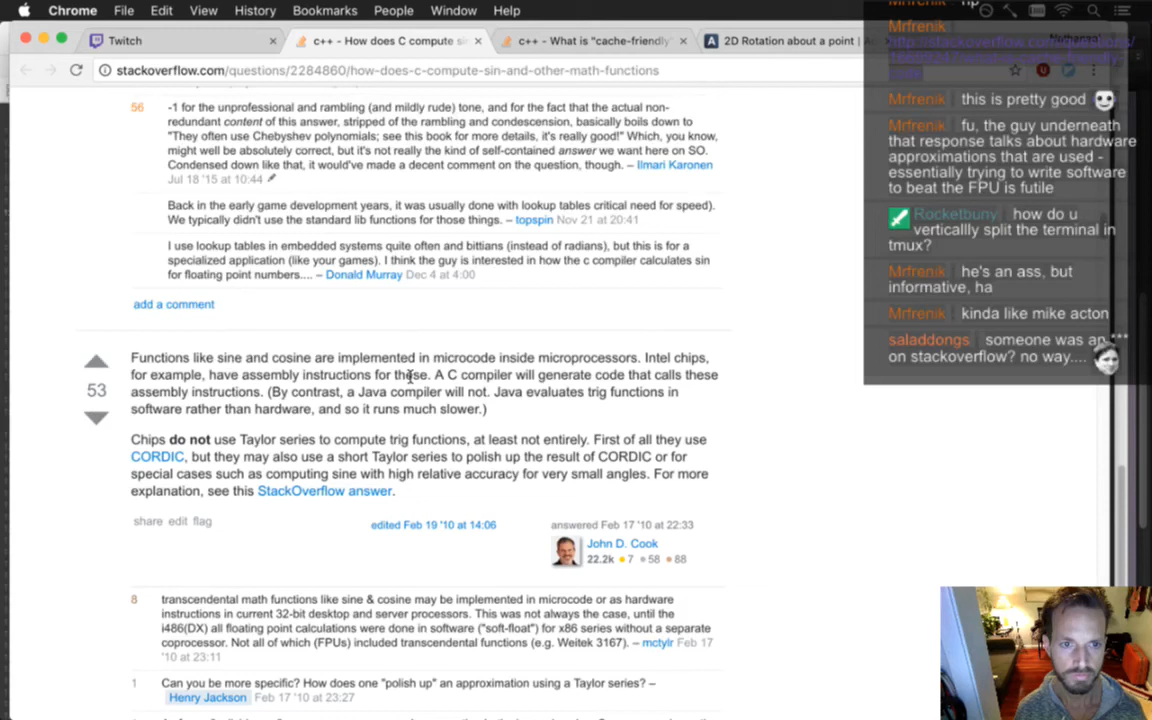 Chrome File Edit View History Bookmarks People Window Help
Twitch
c++ - How does C compute si
c++ - What is "cache-friendly"
2D Rotation about a point |
stackoverflow.com/questions/2284860/how-does-c-compute-sin-and-other-math-functions
56
-1 for the unprofessional and rambling (and mildly rude) tone, and for the fact that the actual non-
redundant content of this answer, stripped of the rambling and condescension, basically boils down to
"They often use Chebyshev polynomials; see this book for more details, it's really good!" Which, you know,
might well be absolutely correct, but it's not really the kind of self-contained answer we want here on SO.
Condensed down like that, it would've made a decent comment on the question, though. – Ilmari Karonen
Jul 18 '15 at 10:44
Back in the early game development years, it was usually done with lookup tables critical need for speed).
We typically didn't use the standard lib functions for those things. – topspin Nov 21 at 20:41
I use lookup tables in embedded systems quite often and bittians (instead of radians), but this is for a
specialized application (like your games). I think the guy is interested in how the c compiler calculates sin
for floating point numbers.... – Donald Murray Dec 4 at 4:00
add a comment
53
Functions like sine and cosine are implemented in microcode inside microprocessors. Intel chips,
for example, have assembly instructions for these. A C compiler will generate code that calls these
assembly instructions. (By contrast, a Java compiler will not. Java evaluates trig functions in
software rather than hardware, and so it runs much slower.)
Chips do not use Taylor series to compute trig functions, at least not entirely. First of all they use
CORDIC, but they may also use a short Taylor series to polish up the result of CORDIC or for
special cases such as computing sine with high relative accuracy for very small angles. For more
explanation, see this StackOverflow answer.
share edit flag
edited Feb 19 '10 at 14:06
answered Feb 17 '10 at 22:33
John D. Cook
22.2k 7 58 88
8
transcendental math functions like sine & cosine may be implemented in microcode or as hardware
instructions in current 32-bit desktop and server processors. This was not always the case, until the
i486(DX) all floating point calculations were done in software ("soft-float") for x86 series without a separate
coprocessor. Not all of which (FPUs) included transcendental functions (e.g. Weitek 3167). – mctylr Feb 17
'10 at 23:11
1
Can you be more specific? How does one "polish up" an approximation using a Taylor series? –
Henry Jackson Feb 17 '10 at 23:27
Mrfrenik
Mrfrenik this is pretty good
Mrfrenik fu, the guy underneath
that response talks about hardware
approximations that are used -
essentially trying to write software
to beat the FPU is futile
Rocketbuny how do u
verticallly split the terminal in
tmux?
Mrfrenik he's an ass, but
informative, ha
Mrfrenik kinda like mike acton
saladdongs someone was an ***
on stackoverflow? no way....